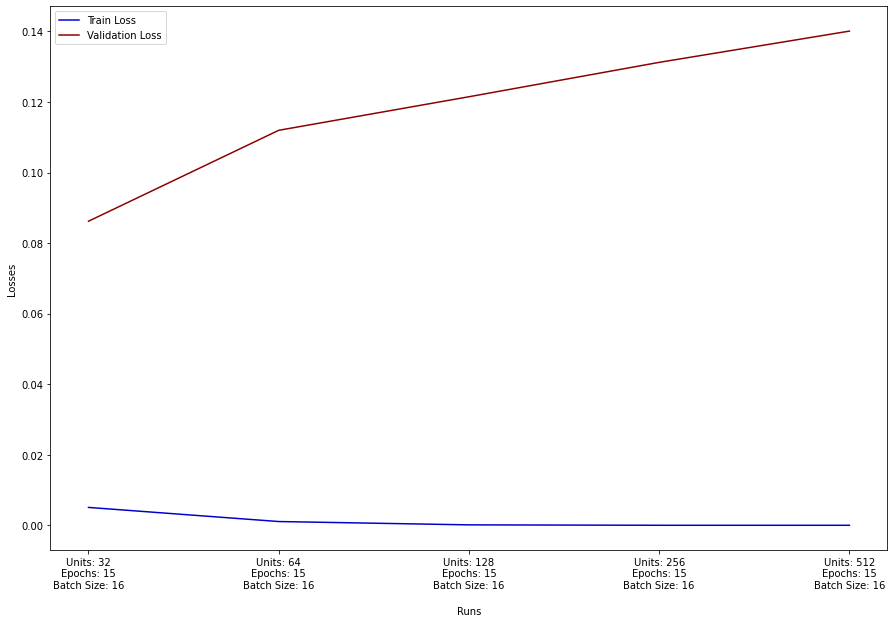 Train Loss
Validation Loss
0.14
0.12
0.10
0.08
0.06
0.04
0.02
0.00
Losses
Units: 32
Epochs: 15
Batch Size: 16
Units: 64
Epochs: 15
Batch Size: 16
Units: 128
Epochs: 15
Batch Size: 16
Units: 256
Epochs: 15
Batch Size: 16
Units: 512
Epochs: 15
Batch Size: 16
Runs